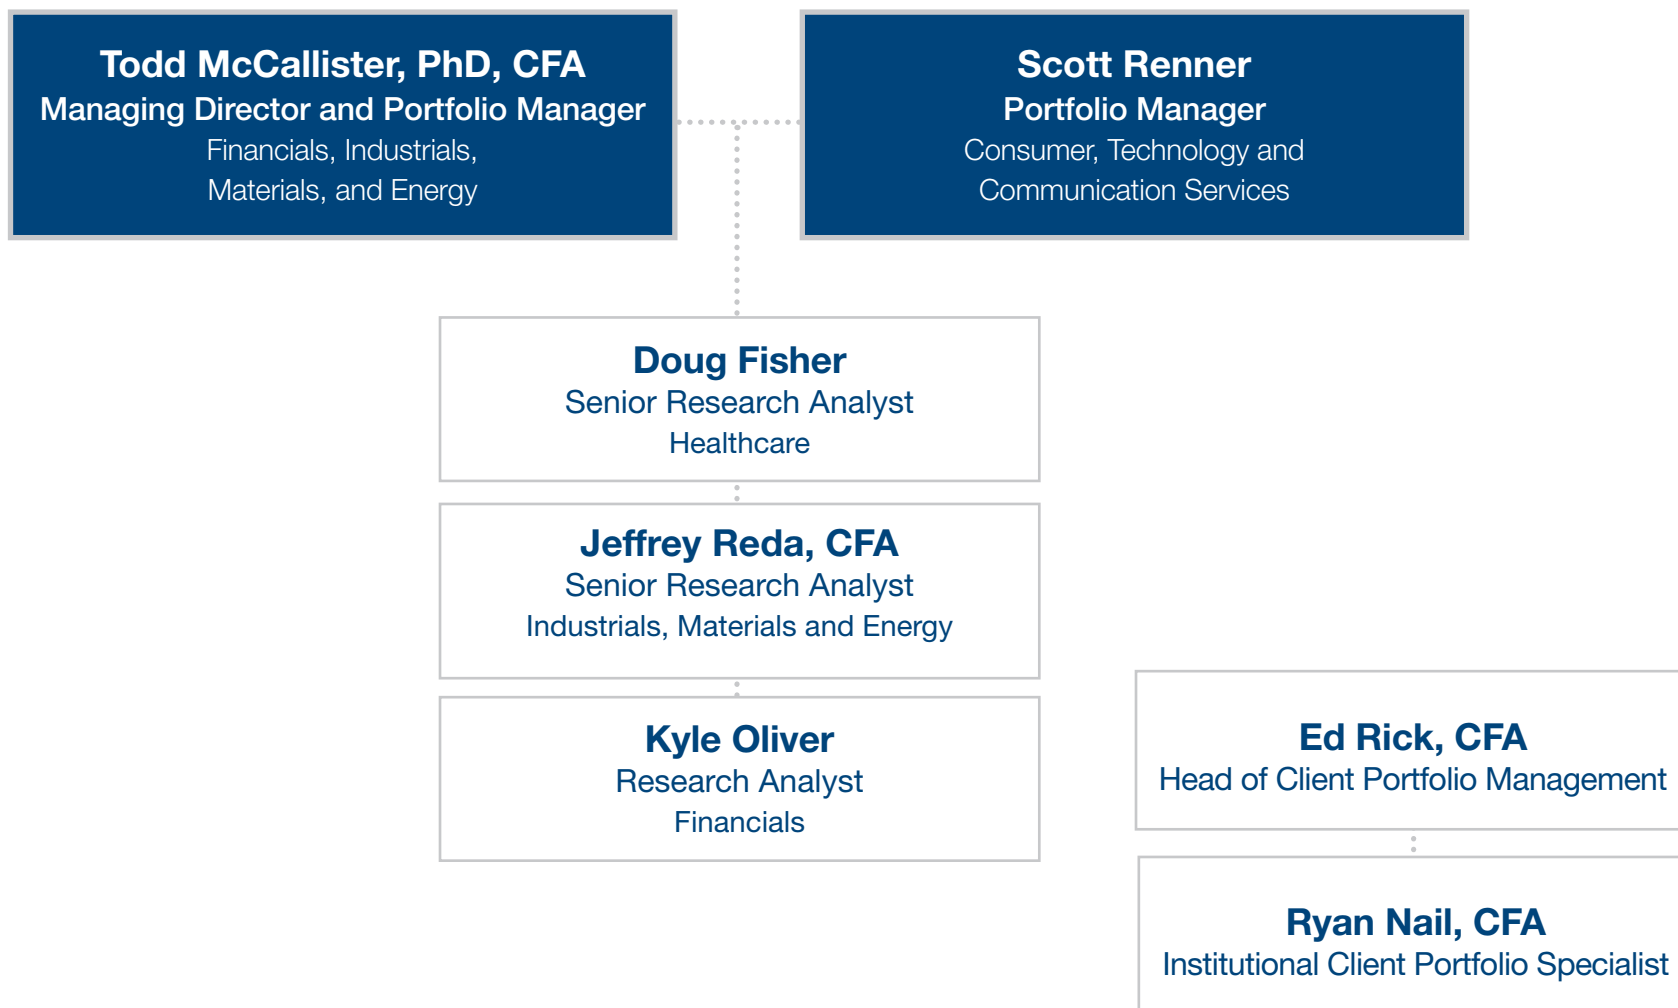 Todd McCallister, PhD, CFA
Managing Director and Portfolio Manager
Financials, Industrials,
Materials, and Energy
Scott Renner
Portfolio Manager
Consumer, Technology and
Communication Services
Doug Fisher
Senior Research Analyst
Healthcare
Jeffrey Reda, CFA
Senior Research Analyst
Industrials, Materials and Energy
Kyle Oliver
Research Analyst
Financials
Ed Rick, CFA
Head of Client Portfolio Management
Ryan Nail, CFA
Institutional Client Portfolio Specialist